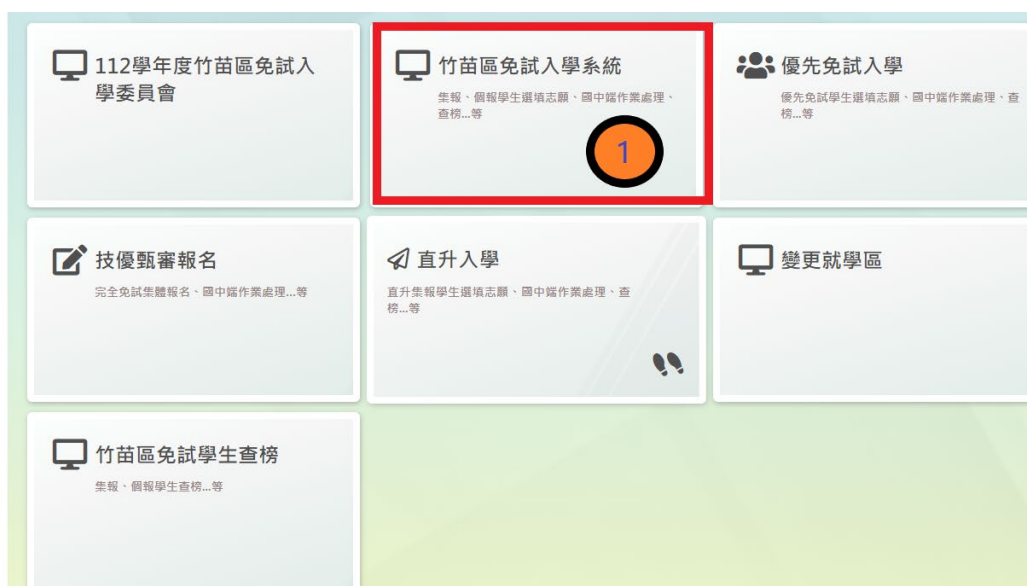 112學年度竹苗區免試入
學委員會
竹苗區免試入學系統
集報、個報學生選填志願、國中端作業處理、
查榜...等
1
優先免試入學
優先免試學生選填志願、國中端作業處理、查
榜...等
技優甄審報名
完全免試集體報名、國中端作業處理...等
直升入學
直升集報學生選填志願、國中端作業處理、查
榜...等
變更就學區
竹苗區免試學生查榜
集報、個報學生查榜...等